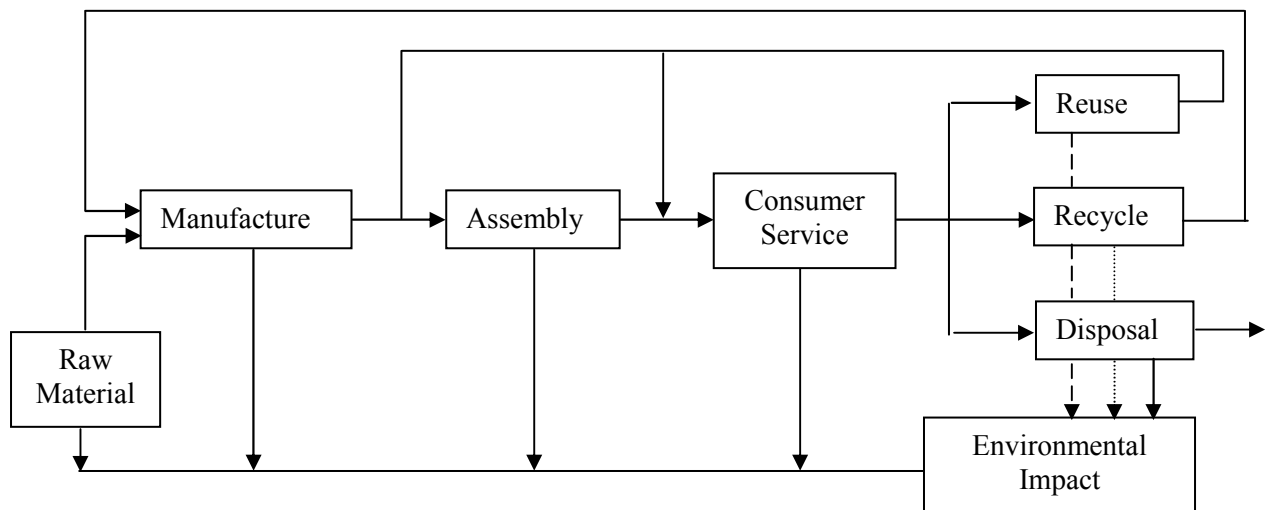 Reuse
Manufacture
Assembly
Consumer
Service
Recycle
Disposal
Raw
Material
Environmental
Impact